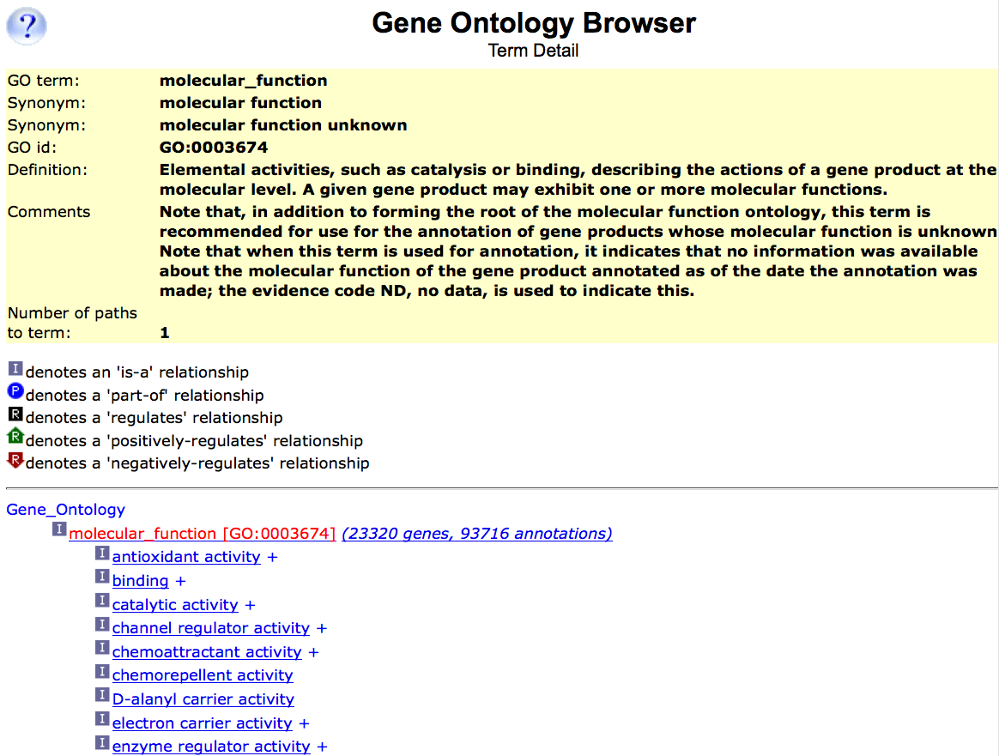 ?
Gene Ontology Browser
Term Detail
GO term: molecular_function
Synonym: molecular function
Synonym: molecular function unknown
GO id: GO:0003674
Definition: Elemental activities, such as catalysis or binding, describing the actions of a gene product at the
molecular level. A given gene product may exhibit one or more molecular functions.
Comments Note that, in addition to forming the root of the molecular function ontology, this term is
recommended for use for the annotation of gene products whose molecular function is unknown
Note that when this term is used for annotation, it indicates that no information was available
about the molecular function of the gene product annotated as of the date the annotation was
made; the evidence code ND, no data, is used to indicate this.
Number of paths
to term: 1
I denotes an 'is-a' relationship
P denotes a 'part-of' relationship
R denotes a 'regulates' relationship
R denotes a 'positively-regulates' relationship
R denotes a 'negatively-regulates' relationship
Gene_Ontology
I molecular_function [GO:0003674] (23320 genes, 93716 annotations)
I antioxidant activity +
I binding +
I catalytic activity +
I channel regulator activity +
I chemoattractant activity +
I chemorepellent activity
I D-alanyl carrier activity
I electron carrier activity +
I enzyme regulator activity +